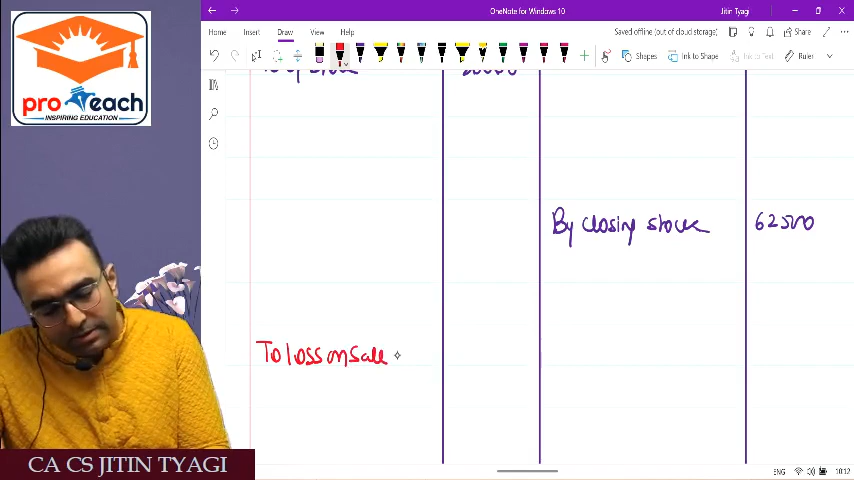 OneNote for Windows 10
Jitin Tyagi
Home Insert Draw View Help
Saved offline (out of cloud storage)
Share
Shapes
Ink to Shape
Ink to Text
Ruler
pro teach
INSPIRING EDUCATION
By closing stock 62500
To loss on Sale
CA CS JITIN TYAGI
ENG
10:12